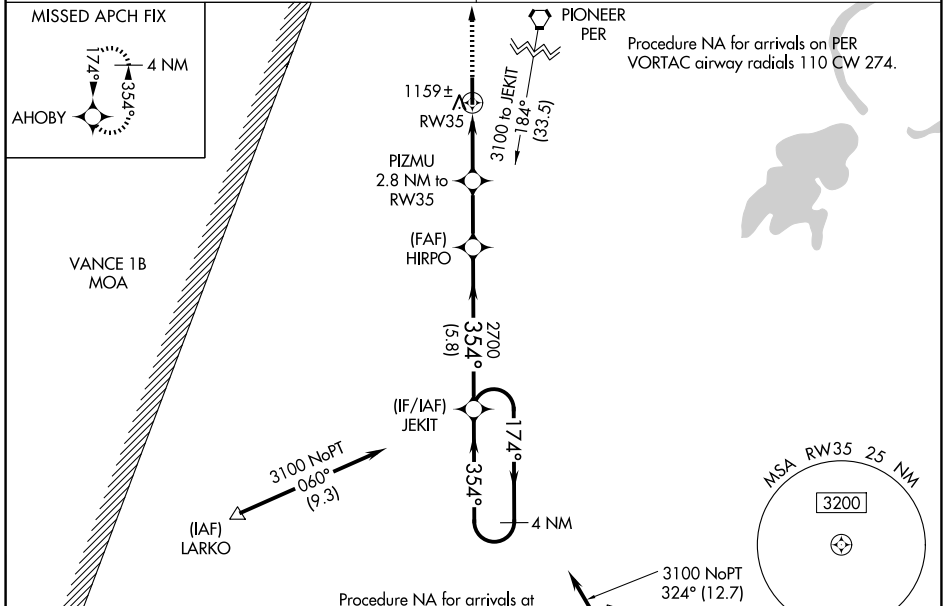 MISSED APCH FIX
174°
4 NM
354°
AHOBY
PIONEER
PER
Procedure NA for arrivals on PER
VORTAC airway radials 110 CW 274.
3100 to JEKIT
184°
(33.5)
1159±
RW35
PIZMU
2.8 NM to
RW35
(FAF)
HIRPO
VANCE 1B
MOA
2700
354°
(5.8)
(IF/IAF)
JEKIT
174°
354°
4 NM
3100 NoPT
060°
(9.3)
(IAF)
LARKO
MSA RW35 25 NM
3200
3100 NoPT
324° (12.7)
Procedure NA for arrivals at